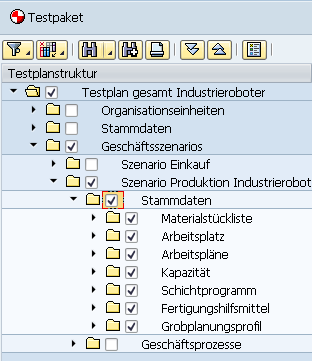 Testpaket
Testplanstruktur
Testplan gesamt Industrieroboter
Organisationseinheiten
Stammdaten
Geschäftsszenarios
Szenario Einkauf
Szenario Produktion Industrierobot
Stammdaten
Materialstückliste
Arbeitsplatz
Arbeitspläne
Kapazität
Schichtprogramm
Fertigungshilfsmittel
Grobplanungsprofil
Geschäftsprozesse